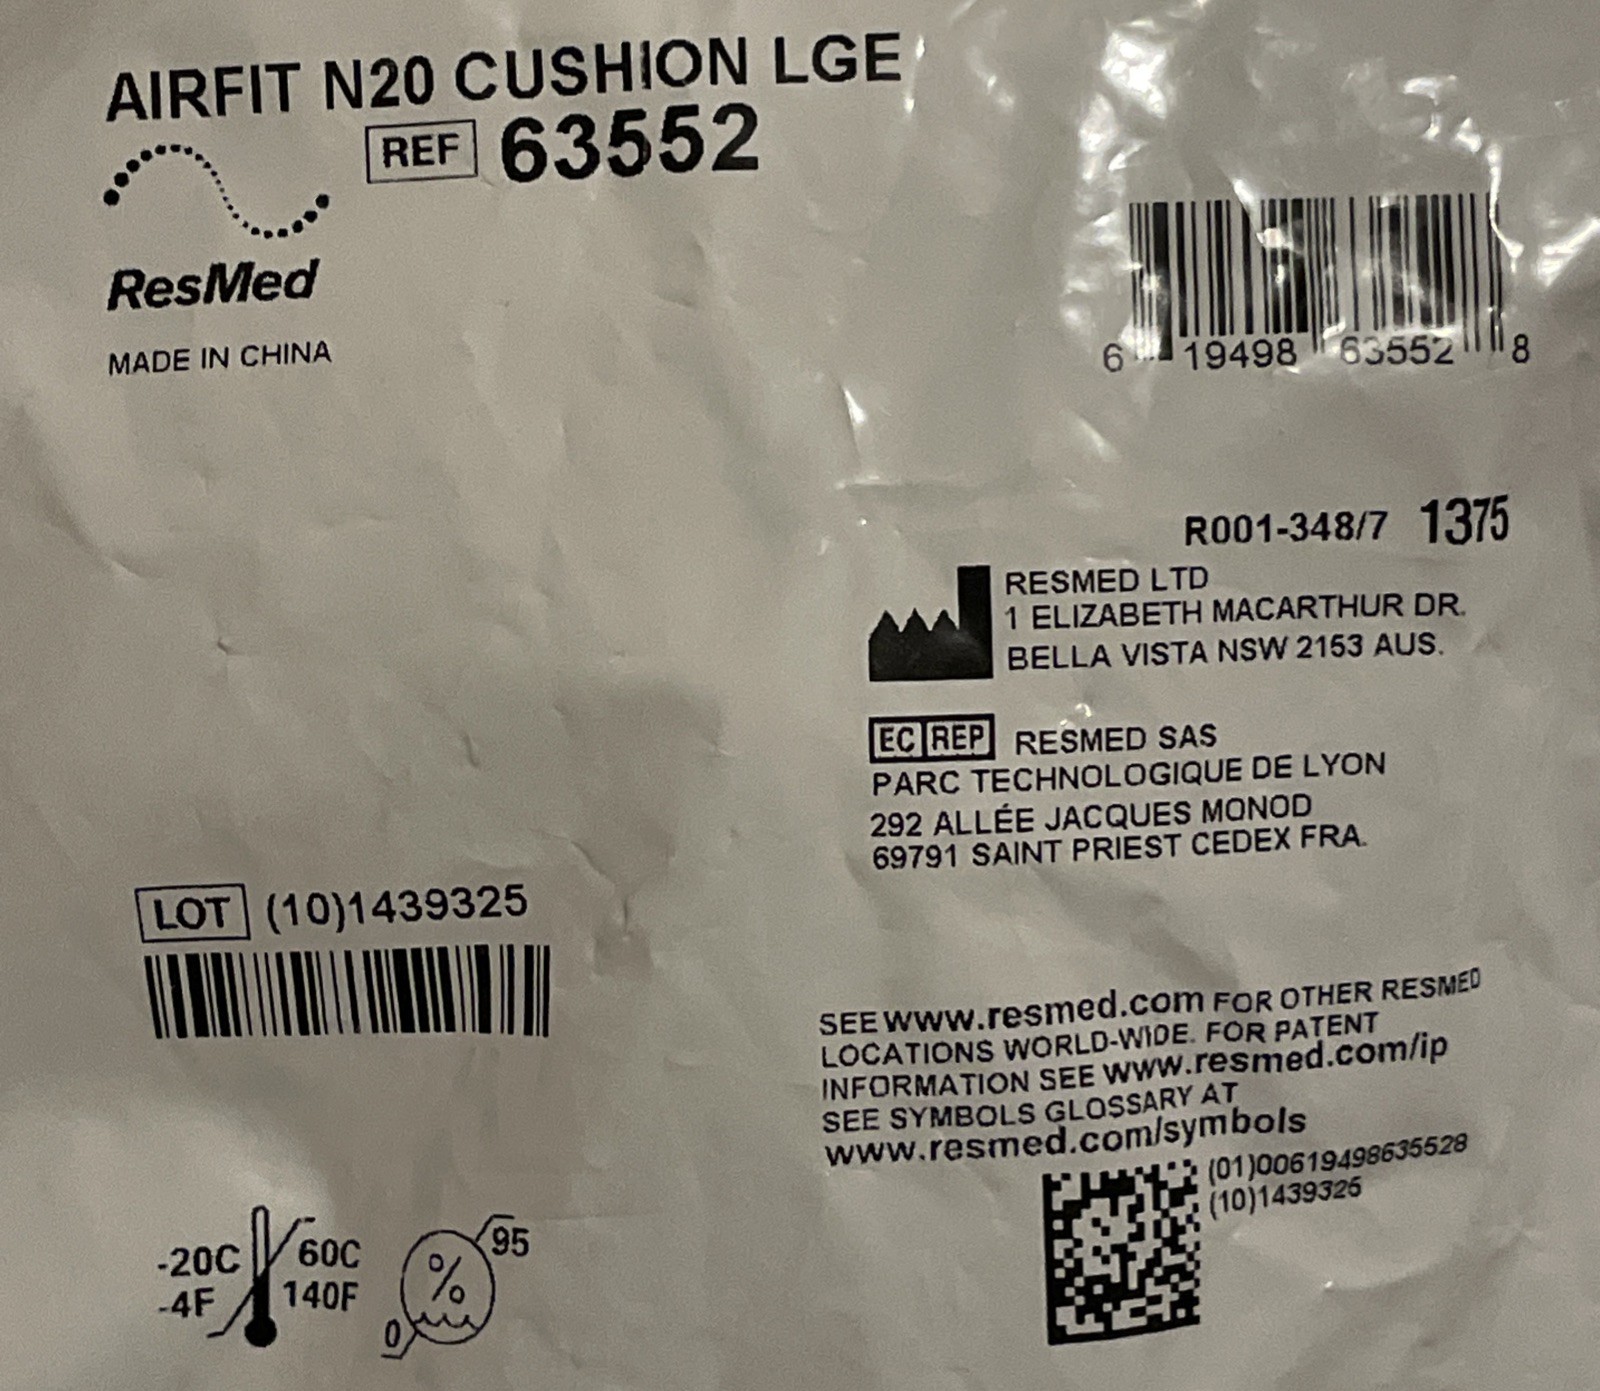 AIRFIT N20 CUSHION LGE
REF 63552
ResMed
MADE IN CHINA
6 19498 63552 8
R001-348/7 1375
RESMED LTD
1 ELIZABETH MACARTHUR DR.
BELLA VISTA NSW 2153 AUS.
EC REP RESMED SAS
PARC TECHNOLOGIQUE DE LYON
292 ALLÉE JACQUES MONOD
69791 SAINT PRIEST CEDEX FRA.
LOT (10)1439325
SEE www.resmed.com FOR OTHER RESMED
LOCATIONS WORLD-WIDE. FOR PATENT
INFORMATION SEE www.resmed.com/ip
SEE SYMBOLS GLOSSARY AT
www.resmed.com/symbols
(01)00619498635528
(10)1439325
-20C 60C
-4F 140F
% 95
0